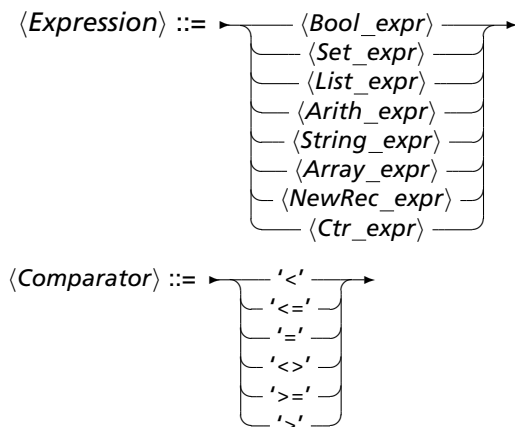 ⟨Expression⟩ ::= ⟨Bool_expr⟩
⟨Set_expr⟩
⟨List_expr⟩
⟨Arith_expr⟩
⟨String_expr⟩
⟨Array_expr⟩
⟨NewRec_expr⟩
⟨Ctr_expr⟩
⟨Comparator⟩ ::= '<'
'<='
'='
'<>'
'>='
'>'